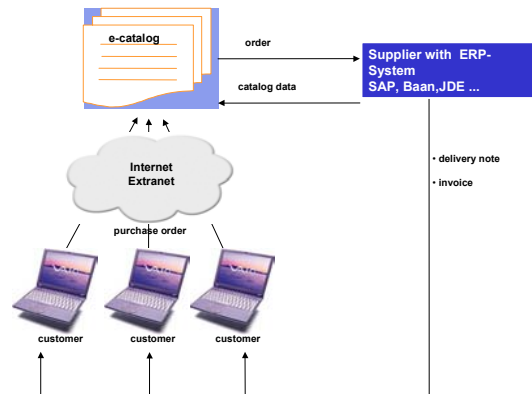 e-catalog
order
Supplier with ERP-
System
SAP, Baan,JDE ...
catalog data
Internet
Extranet
• delivery note
• invoice
purchase order
customer
customer
customer